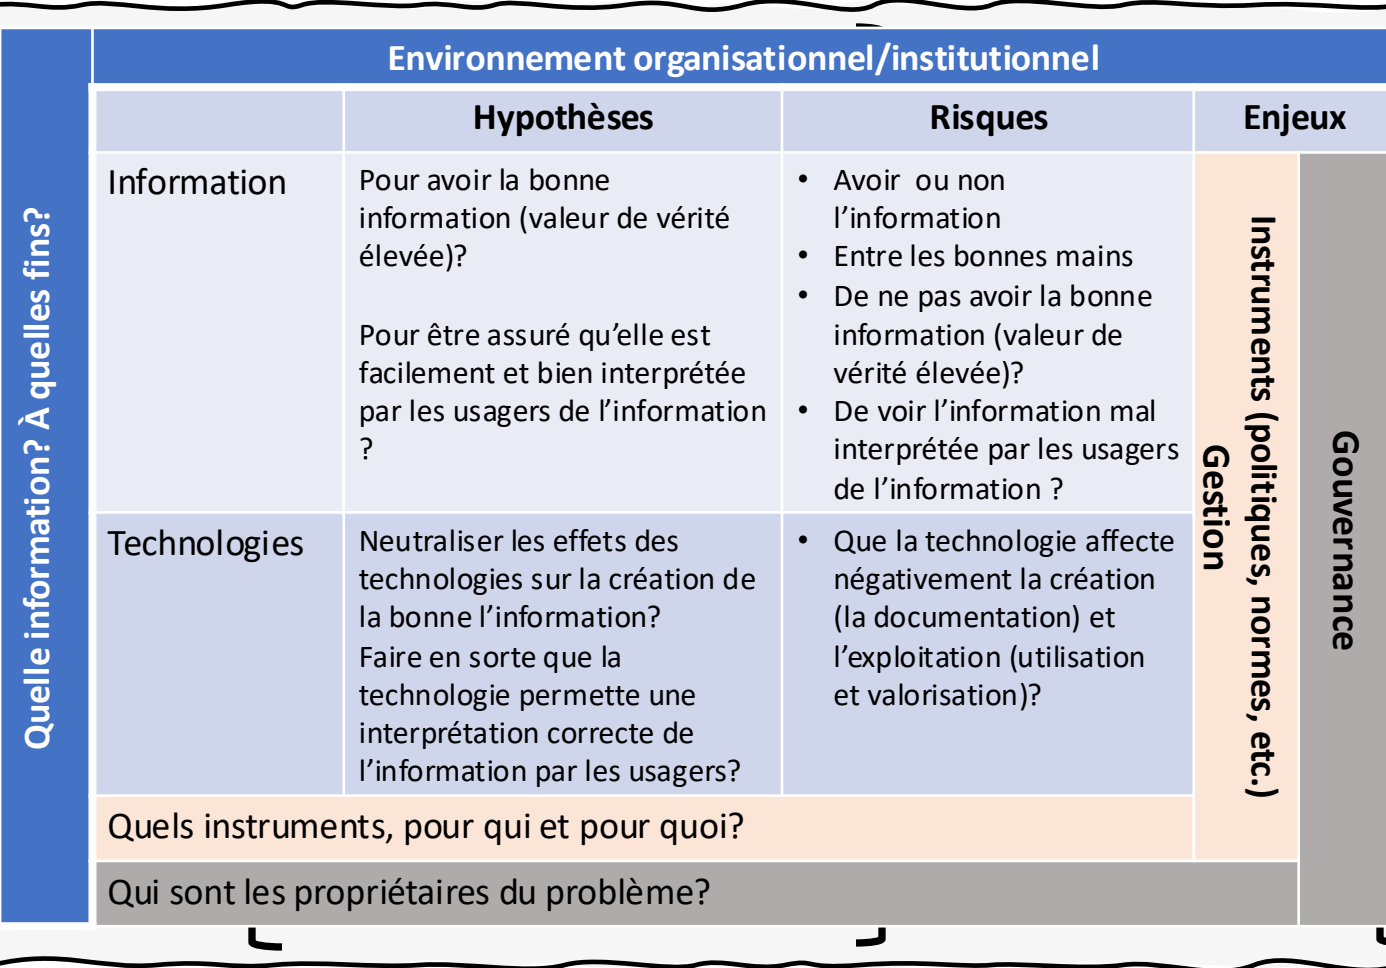 Environnement organisationnel/institutionnel
Quelle information? À quelles fins?
Hypothèses
Risques
Enjeux
Information
Pour avoir la bonne
information (valeur de vérité
élevée)?
Pour être assuré qu’elle est
facilement et bien interprétée
par les usagers de l’information
?
• Avoir ou non
l’information
• Entre les bonnes mains
• De ne pas avoir la bonne
information (valeur de
vérité élevée)?
• De voir l’information mal
interprétée par les usagers
de l’information ?
Instruments (politiques, normes, etc.)
Gestion
Gouvernance
Technologies
Neutraliser les effets des
technologies sur la création de
la bonne l’information?
Faire en sorte que la
technologie permette une
interprétation correcte de
l’information par les usagers?
• Que la technologie affecte
négativement la création
(la documentation) et
l’exploitation (utilisation
et valorisation)?
Quels instruments, pour qui et pour quoi?
Qui sont les propriétaires du problème?